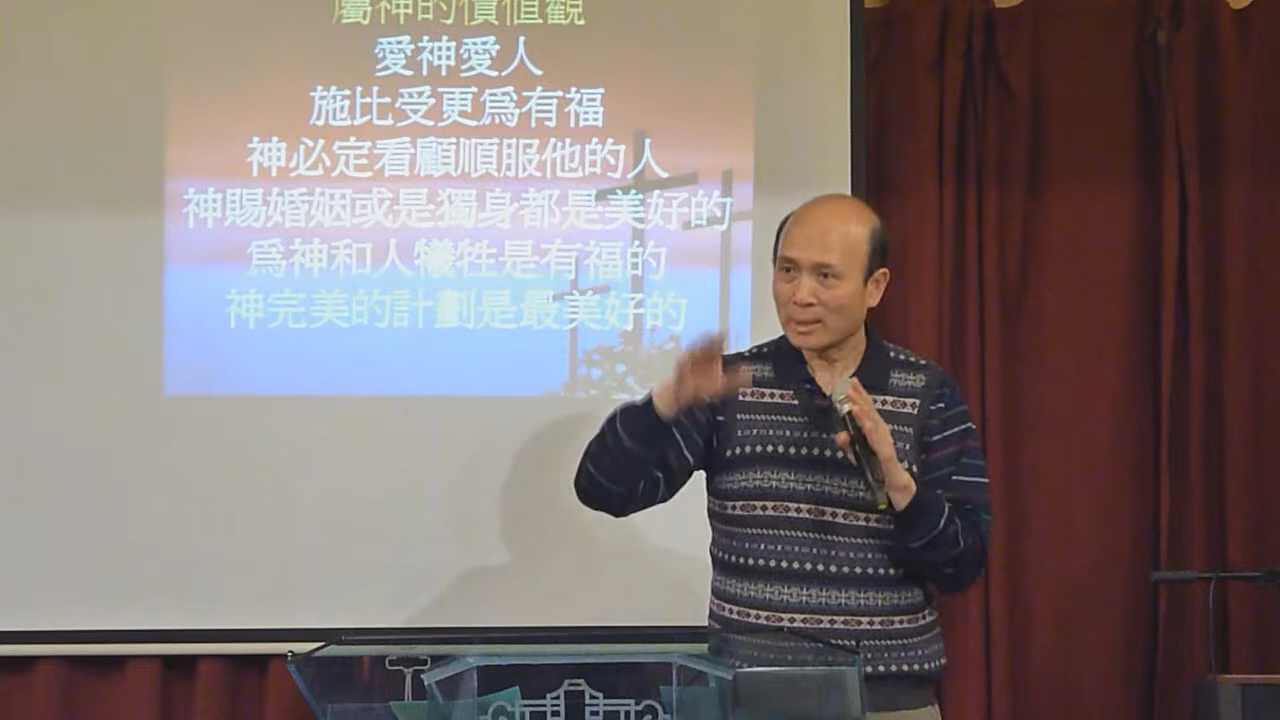 屬神的價值觀
愛神愛人
施比受更爲有福
神必定看顧順服他的人
神賜婚姻或是獨身都是美好的
爲神和人犧牲是有福的
神完美的計劃是最美好的